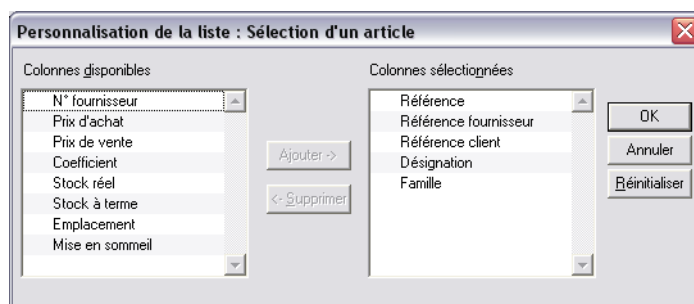 Personnalisation de la liste : Sélection d'un article
Colonnes disponibles
Colonnes sélectionnées
N° fournisseur
Prix d'achat
Prix de vente
Coefficient
Stock réel
Stock à terme
Emplacement
Mise en sommeil
Ajouter ->
<- Supprimer
Référence
Référence fournisseur
Référence client
Désignation
Famille
OK
Annuler
Réinitialiser